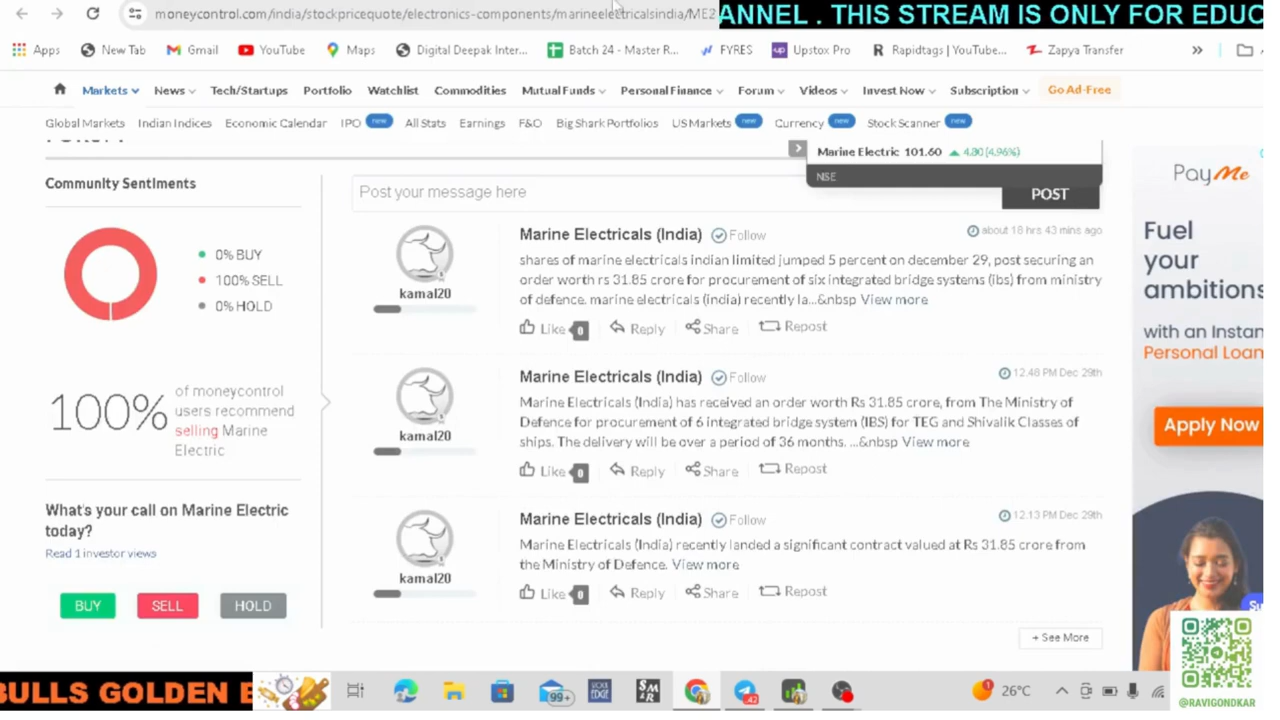 moneycontrol.com/india/stockpricequote/electronics-components/marineelectricalsindia/ME2
ANNEL . THIS STREAM IS ONLY FOR EDUC
Apps New Tab Gmail YouTube Maps Digital Deepak Inter... Batch 24 - Master R... FYRES Upstox Pro Rapidtags | YouTube... Zapya Transfer »
Markets News Tech/Startups Portfolio Watchlist Commodities Mutual Funds Personal Finance Forum Videos Invest Now Subscription Go Ad-Free
Global Markets Indian Indices Economic Calendar IPO new All Stats Earnings F&O Big Shark Portfolios US Markets new Currency new Stock Scanner new
Marine Electric 101.60 4.80 (4.96%)
NSE
Community Sentiments
0% BUY
100% SELL
0% HOLD
100% of moneycontrol
users recommend
selling Marine
Electric
What's your call on Marine Electric
today?
Read 1 investor views
BUY SELL HOLD
Post your message here
POST
kamal20
Marine Electricals (India) Follow about 18 hrs 43 mins ago
shares of marine electricals indian limited jumped 5 percent on december 29, post securing an
order worth rs 31.85 crore for procurement of six integrated bridge systems (ibs) from ministry
of defence. marine electricals (india) recently la...&nbsp View more
Like 0 Reply Share Repost
kamal20
Marine Electricals (India) Follow 12.48 PM Dec 29th
Marine Electricals (India) has received an order worth Rs 31.85 crore, from The Ministry of
Defence for procurement of 6 integrated bridge system (IBS) for TEG and Shivalik Classes of
ships. The delivery will be over a period of 36 months. ...&nbsp View more
Like 0 Reply Share Repost
kamal20
Marine Electricals (India) Follow 12.13 PM Dec 29th
Marine Electricals (India) recently landed a significant contract valued at Rs 31.85 crore from
the Ministry of Defence. View more
Like 0 Reply Share Repost
+ See More
PayMe
Fuel
your
ambitions
with an Instan
Personal Loan
Apply Now
BULLS GOLDEN
99+
42
1
26°C
@RAVIGONDKAR